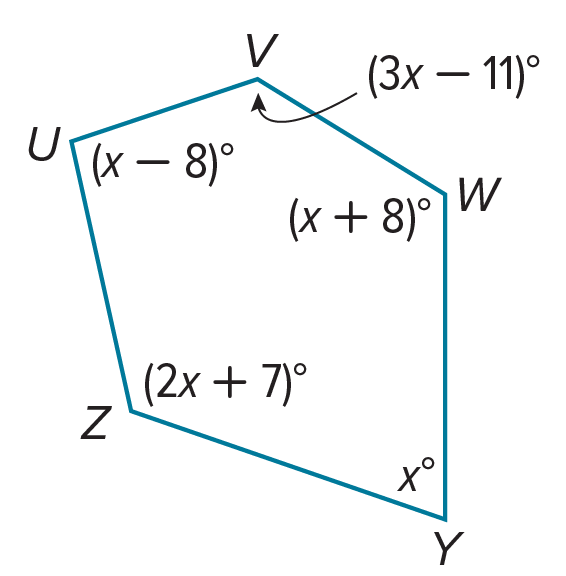 V
(3x – 11)°
U
(x – 8)°
W
(x + 8)°
(2x + 7)°
Z
x°
Y